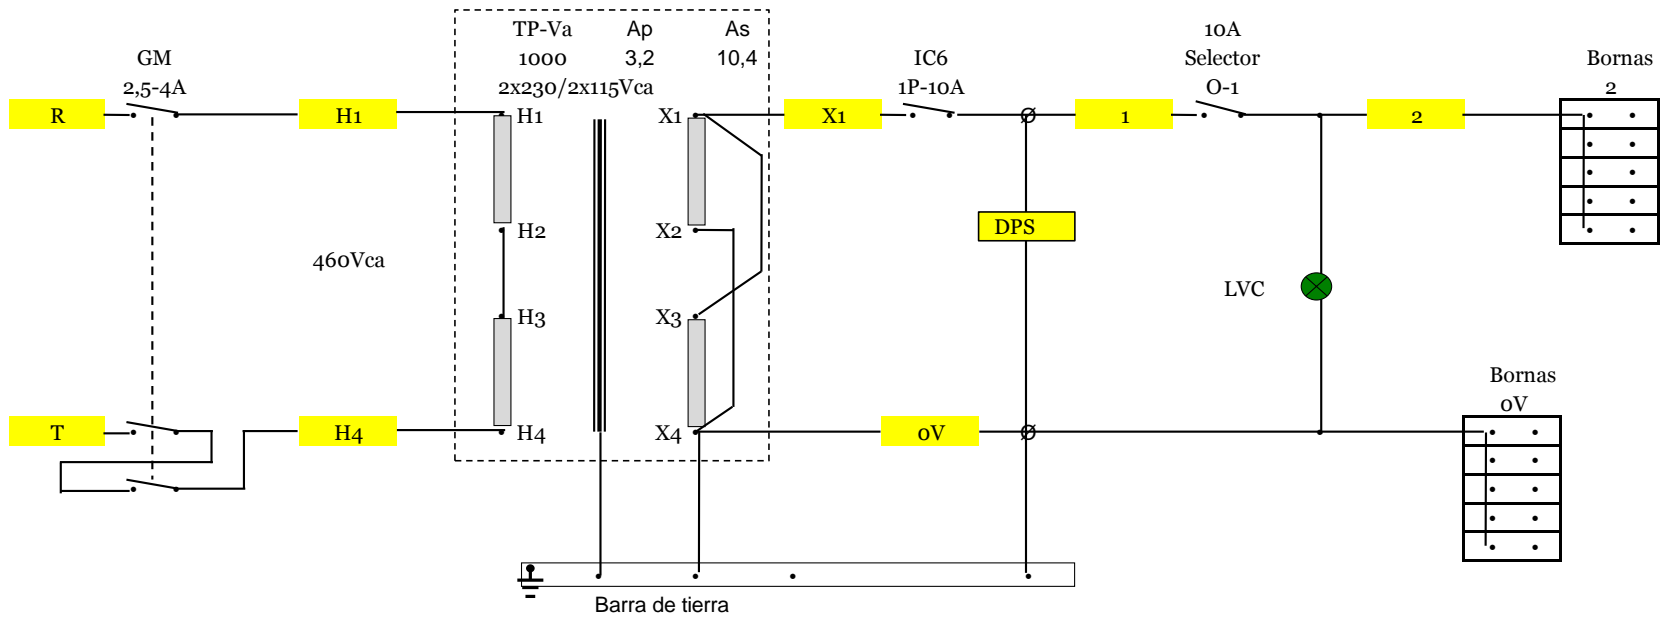 TP-Va Ap As
1000 3,2 10,4
2x230/2x115Vca
GM
2,5-4A
IC6
1P-10A
10A
Selector
O-1
Bornas
2
R
H1
H1
X1
X1
1
2
H2
X2
DPS
460Vca
LVC
H3
X3
Bornas
0V
T
H4
H4
X4
0V
Barra de tierra